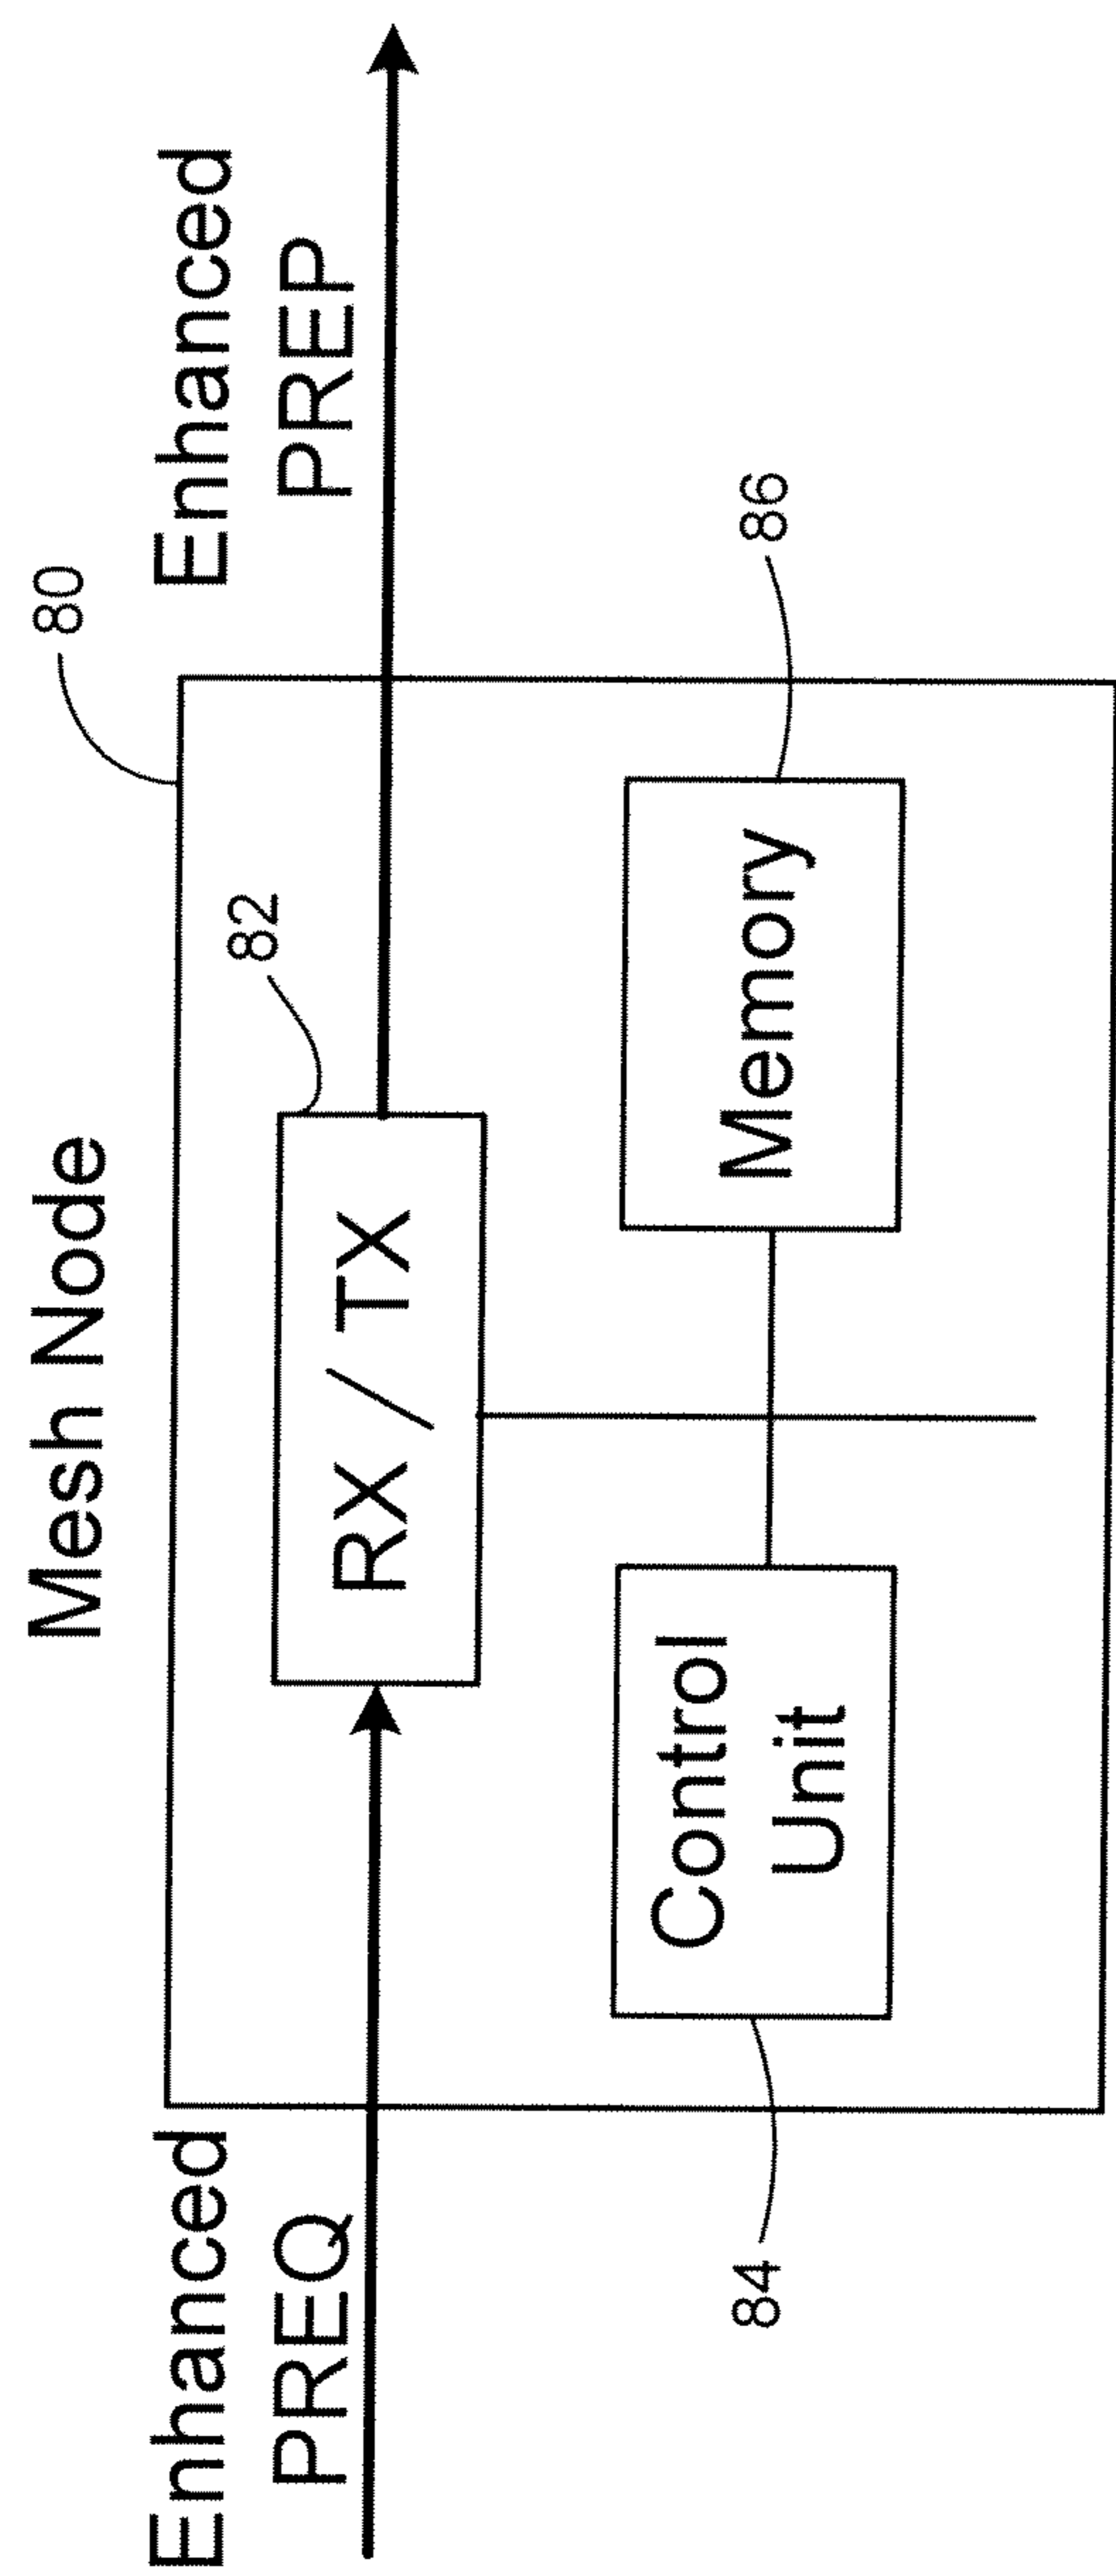 Mesh Node
80
Enhanced
PREQ
Enhanced
PREP
82
RX / TX
Control
Unit
Memory
84
86